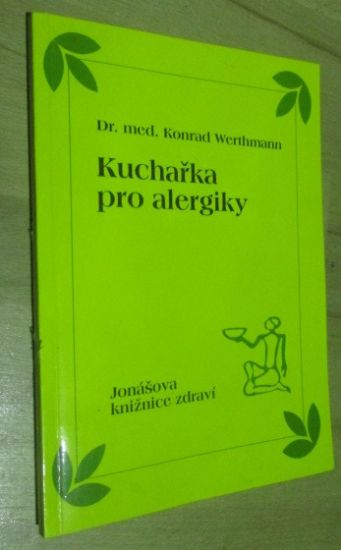 Dr. med. Konrad Werthmann
Kuchařka
pro alergiky
Jonášova
knižnice zdraví